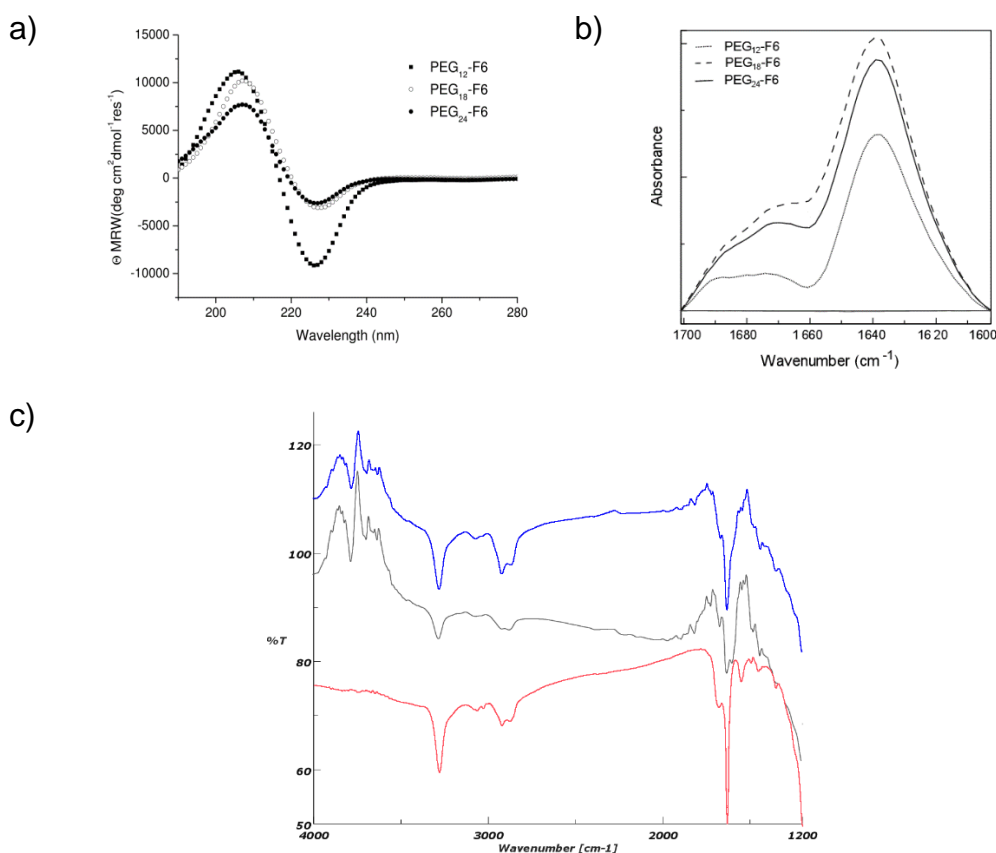 a)
15000
10000
5000
0
-5000
-10000
Θ MRW(deg cm²dmol⁻¹res⁻¹)
PEG₁₂-F6
PEG₁₈-F6
PEG₂₄-F6
200
220
240
260
280
Wavelength (nm)
b)
PEG₁₂-F6
PEG₁₈-F6
PEG₂₄-F6
Absorbance
1700
1680
1660
1640
1620
1600
Wavenumber (cm⁻¹)
c)
120
100
%T
80
60
50
4000
3000
2000
1200
Wavenumber [cm-1]